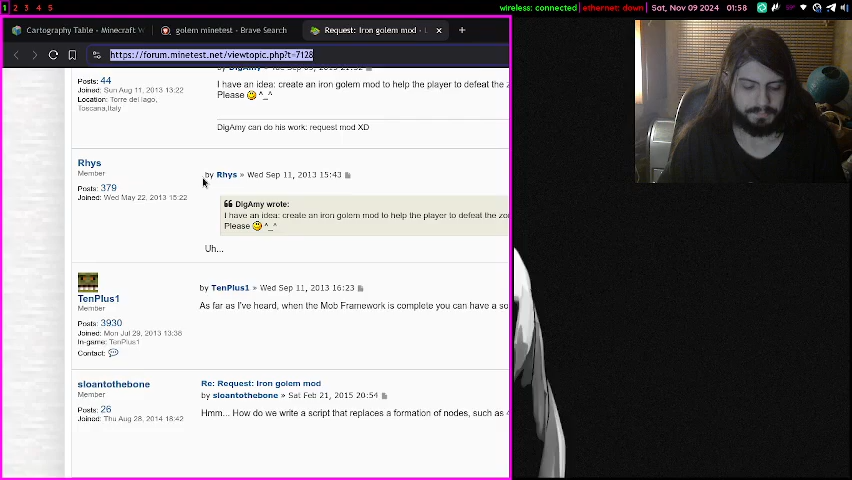 1 2 3 4 5
wireless: connected | ethernet: down | Sat, Nov 09 2024 | 01:58
Cartography Table - Minecraft W
golem minetest - Brave Search
Request: Iron golem mod - L
https://forum.minetest.net/viewtopic.php?t=7128
Posts: 44
Joined: Sun Aug 11, 2013 13:22
Location: Torre del lago,
Toscana,Italy
I have an idea: create an iron golem mod to help the player to defeat the zo
Please ^_^
DigAmy can do his work: request mod XD
Rhys
Member
Posts: 379
Joined: Wed May 22, 2013 15:22
by Rhys » Wed Sep 11, 2013 15:43
DigAmy wrote:
I have an idea: create an iron golem mod to help the player to defeat the zo
Please ^_^
Uh...
TenPlus1
Member
Posts: 3930
Joined: Mon Jul 29, 2013 13:38
In-game: TenPlus1
Contact:
by TenPlus1 » Wed Sep 11, 2013 16:23
As far as I've heard, when the Mob Framework is complete you can have a so
sloantothebone
Member
Posts: 26
Joined: Thu Aug 28, 2014 18:42
Re: Request: Iron golem mod
by sloantothebone » Sat Feb 21, 2015 20:54
Hmm... How do we write a script that replaces a formation of nodes, such as